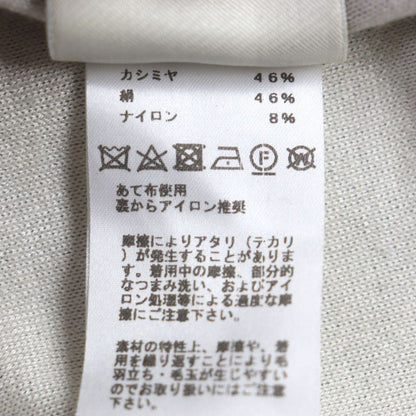 カシミヤ 46%
絹 46%
ナイロン 8%
F W
あて布使用
裏からアイロン推奨
摩擦によりアタリ(テカリ
)が発生することがありま
す。着用中の摩擦、部分的
なつまみ洗い、およびアイ
ロン処理等による過度な摩
擦にご注意下さい。
素材の特性上、摩擦や、着
用を繰り返すことにより毛
羽立ち・毛玉が生じやすい
のでお取り扱いにはご注意
ください。